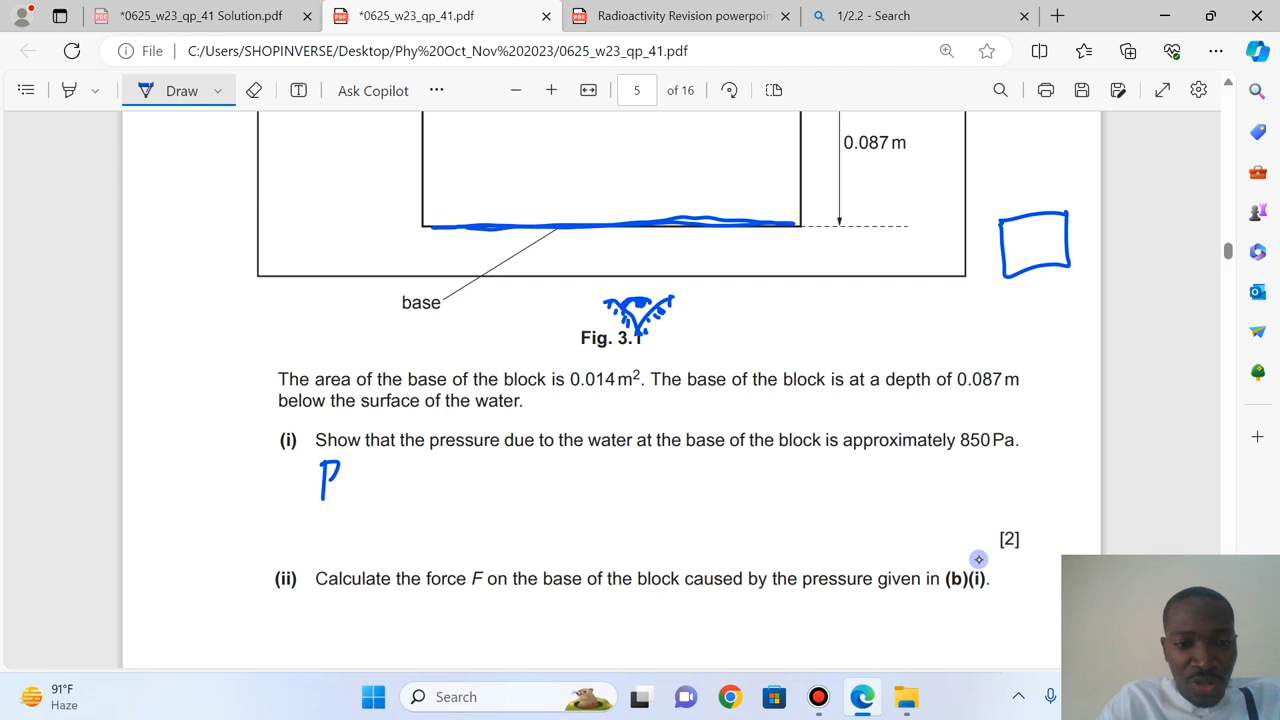 *0625_w23_qp_41 Solution.pdf
*0625_w23_qp_41.pdf
Radioactivity Revision powerpoin
1/2.2 - Search
File
C:/Users/SHOPINVERSE/Desktop/Phy%20Oct_Nov%202023/0625_w23_qp_41.pdf
Draw
Ask Copilot
5
of 16
0.087 m
base
Fig. 3.1
The area of the base of the block is 0.014 m². The base of the block is at a depth of 0.087 m
below the surface of the water.
(i) Show that the pressure due to the water at the base of the block is approximately 850 Pa.
P
[2]
(ii) Calculate the force F on the base of the block caused by the pressure given in (b)(i).
91°F
Haze
Search